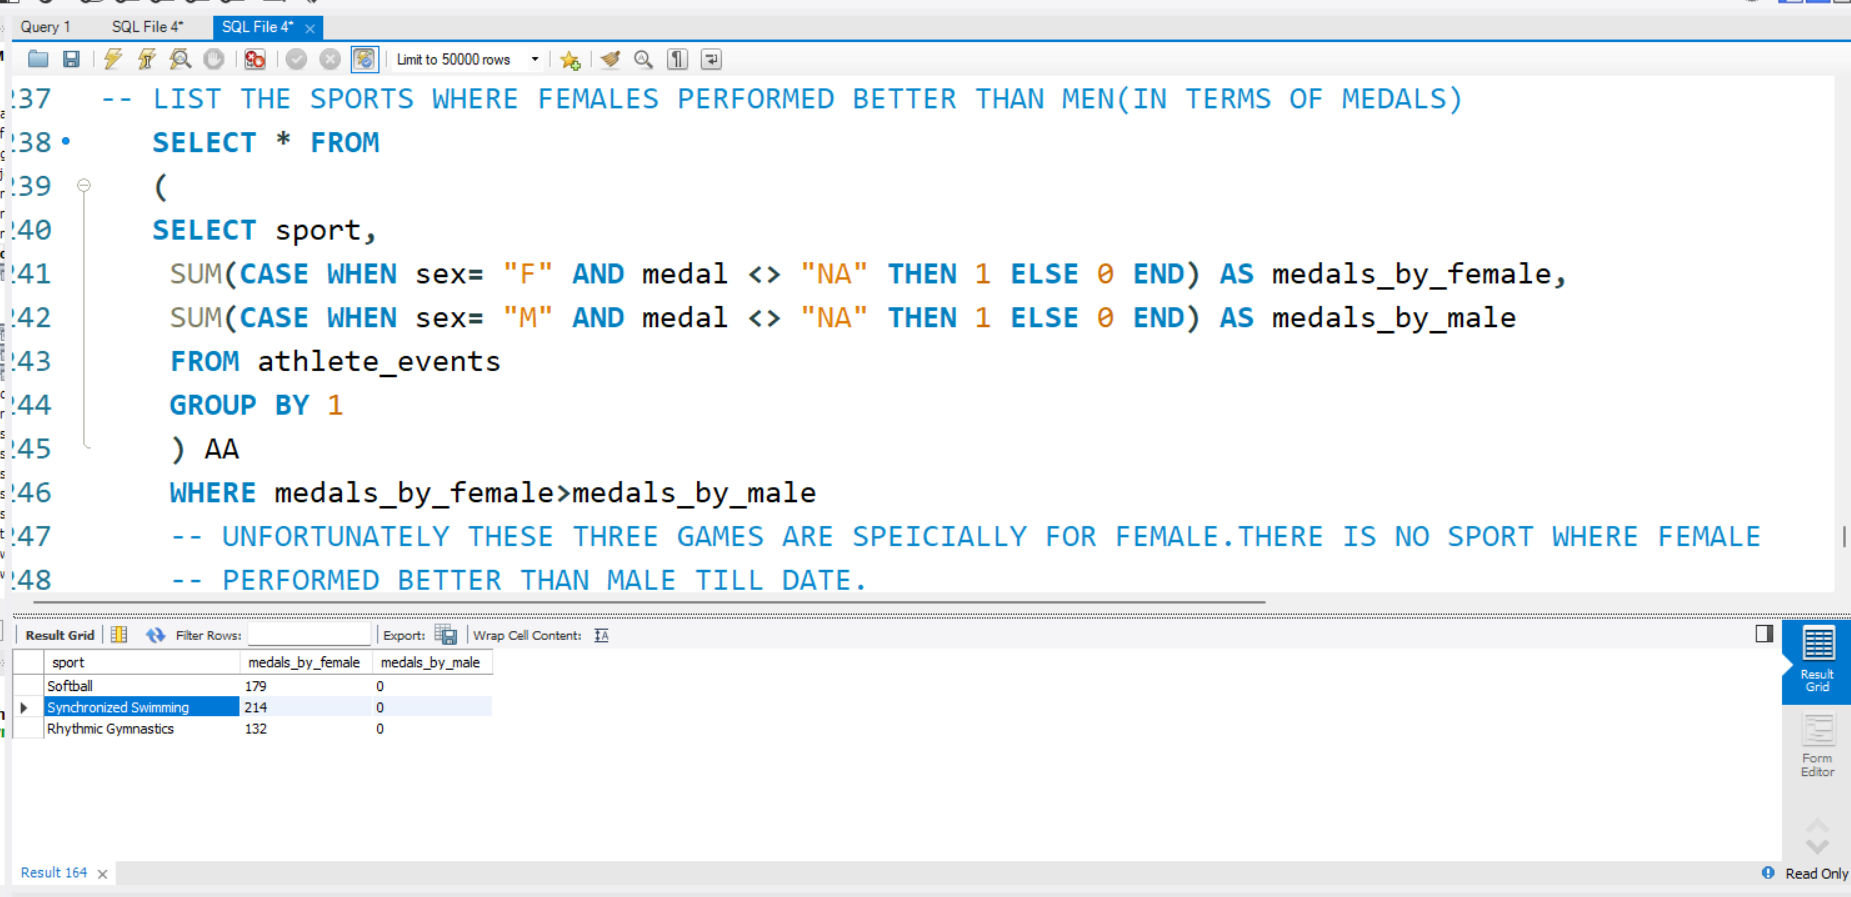 Query 1
SQL File 4*
SQL File 4*
Limit to 50000 rows
-- LIST THE SPORTS WHERE FEMALES PERFORMED BETTER THAN MEN(IN TERMS OF MEDALS)
238 SELECT * FROM
239 (
240 SELECT sport,
241 SUM(CASE WHEN sex= "F" AND medal <> "NA" THEN 1 ELSE 0 END) AS medals_by_female,
242 SUM(CASE WHEN sex= "M" AND medal <> "NA" THEN 1 ELSE 0 END) AS medals_by_male
243 FROM athlete_events
244 GROUP BY 1
245 ) AA
246 WHERE medals_by_female>medals_by_male
247 -- UNFORTUNATELY THESE THREE GAMES ARE SPEICIALLY FOR FEMALE.THERE IS NO SPORT WHERE FEMALE
248 -- PERFORMED BETTER THAN MALE TILL DATE.
Result Grid Filter Rows: Export: Wrap Cell Content:
sport medals_by_female medals_by_male
Softball 179 0
Synchronized Swimming 214 0
Rhythmic Gymnastics 132 0
Result
Grid
Form
Editor
Result 164
Read Only